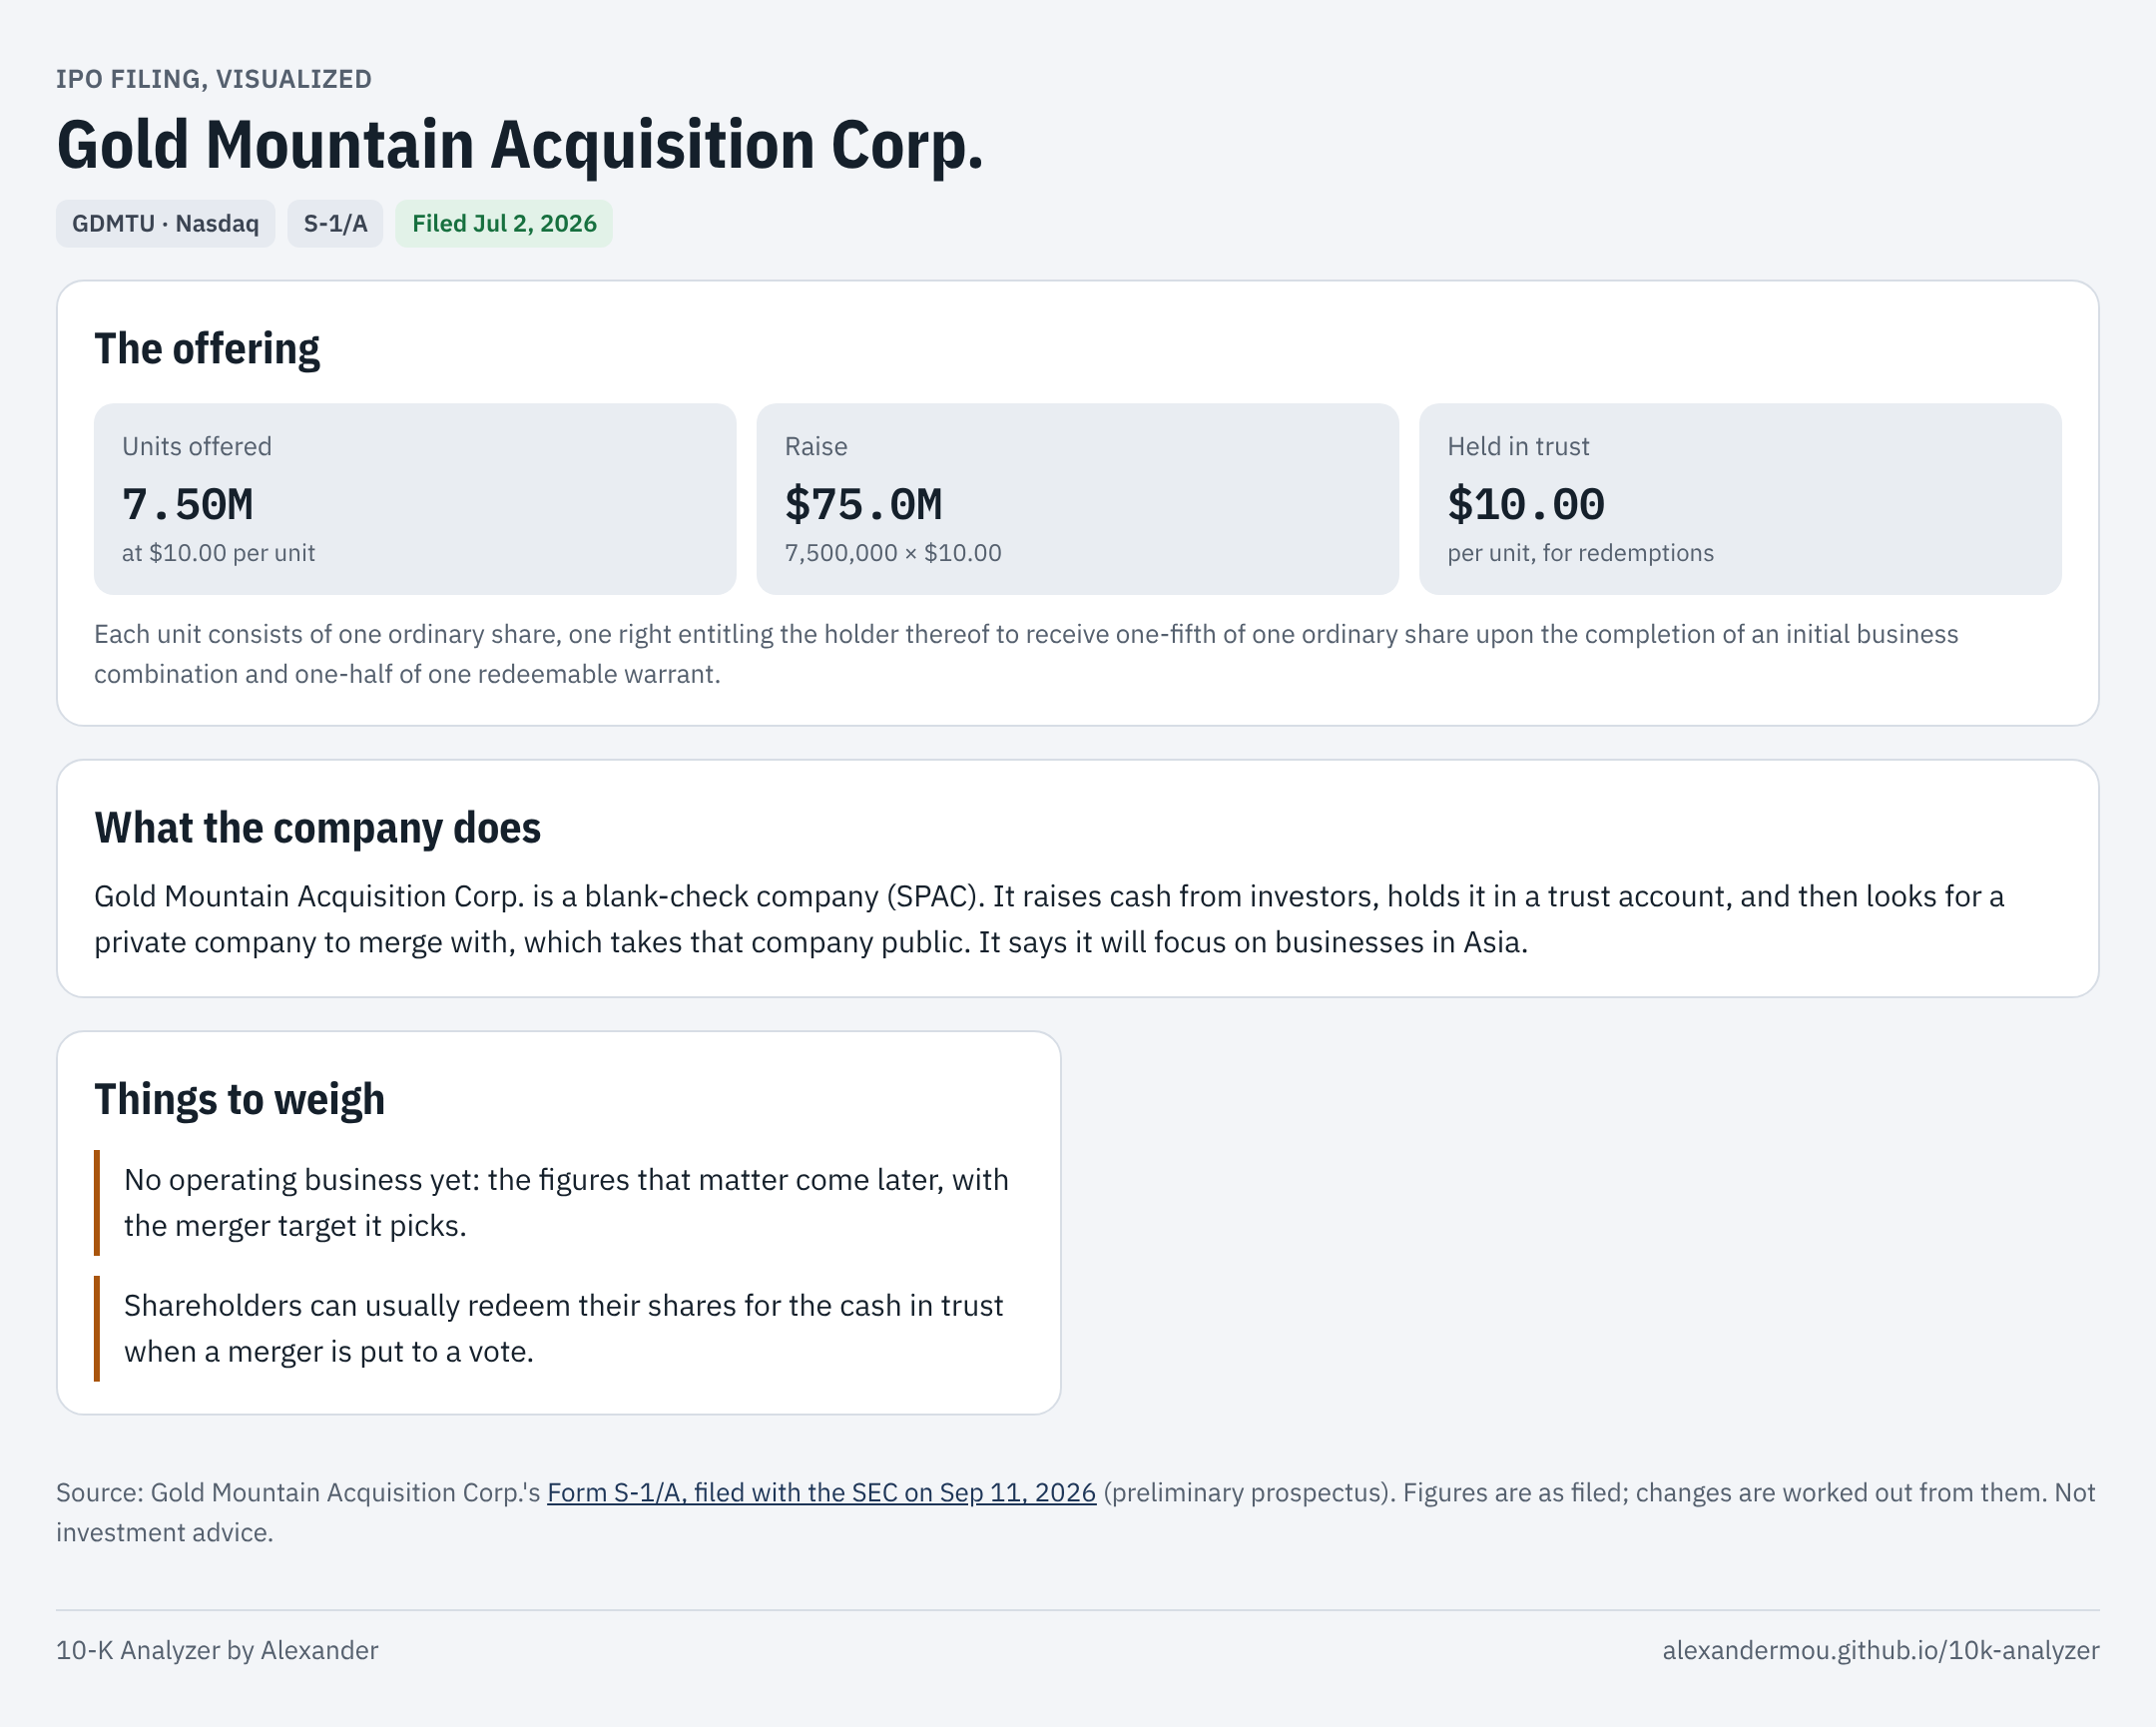 IPO FILING, VISUALIZED
Gold Mountain Acquisition Corp.
GDMTU · Nasdaq
S-1/A
Filed Jul 2, 2026
The offering
Units offered
7.50M
at $10.00 per unit
Raise
$75.0M
7,500,000 × $10.00
Held in trust
$10.00
per unit, for redemptions
Each unit consists of one ordinary share, one right entitling the holder thereof to receive one-fifth of one ordinary share upon the completion of an initial business
combination and one-half of one redeemable warrant.
What the company does
Gold Mountain Acquisition Corp. is a blank-check company (SPAC). It raises cash from investors, holds it in a trust account, and then looks for a
private company to merge with, which takes that company public. It says it will focus on businesses in Asia.
Things to weigh
No operating business yet: the figures that matter come later, with
the merger target it picks.
Shareholders can usually redeem their shares for the cash in trust
when a merger is put to a vote.
Source: Gold Mountain Acquisition Corp.'s Form S-1/A, filed with the SEC on Sep 11, 2026 (preliminary prospectus). Figures are as filed; changes are worked out from them. Not
investment advice.
10-K Analyzer by Alexander
alexandermou.github.io/10k-analyzer